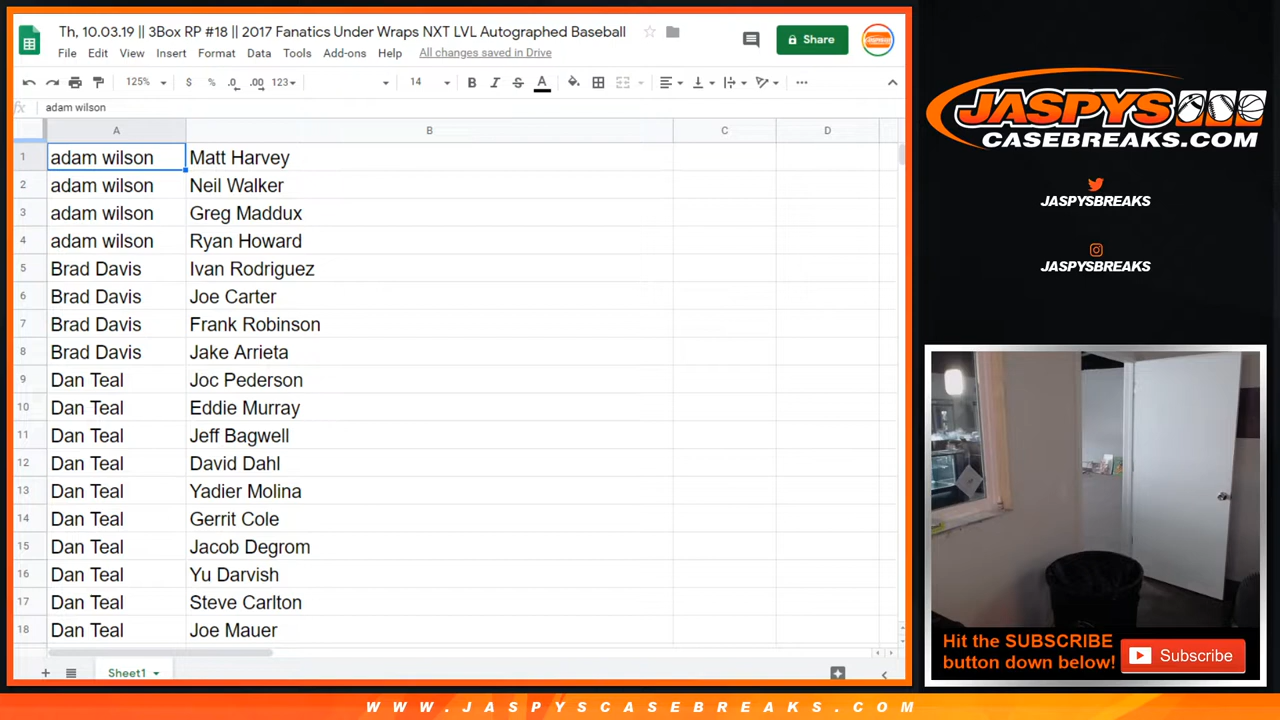 Th, 10.03.19 || 3Box RP #18 || 2017 Fanatics Under Wraps NXT LVL Autographed Baseball
File Edit View Insert Format Data Tools Add-ons Help All changes saved in Drive
Share
125% $ % .0 .00 123 14 B I S A
fx adam wilson
A B C D
1 adam wilson Matt Harvey
2 adam wilson Neil Walker
3 adam wilson Greg Maddux
4 adam wilson Ryan Howard
5 Brad Davis Ivan Rodriguez
6 Brad Davis Joe Carter
7 Brad Davis Frank Robinson
8 Brad Davis Jake Arrieta
9 Dan Teal Joc Pederson
10 Dan Teal Eddie Murray
11 Dan Teal Jeff Bagwell
12 Dan Teal David Dahl
13 Dan Teal Yadier Molina
14 Dan Teal Gerrit Cole
15 Dan Teal Jacob Degrom
16 Dan Teal Yu Darvish
17 Dan Teal Steve Carlton
18 Dan Teal Joe Mauer
Sheet1
JASPYS
CASEBREAKS.COM
JASPYSBREAKS
JASPYSBREAKS
Hit the SUBSCRIBE
button down below!
Subscribe
WWW.JASPYSCASEBREAKS.COM